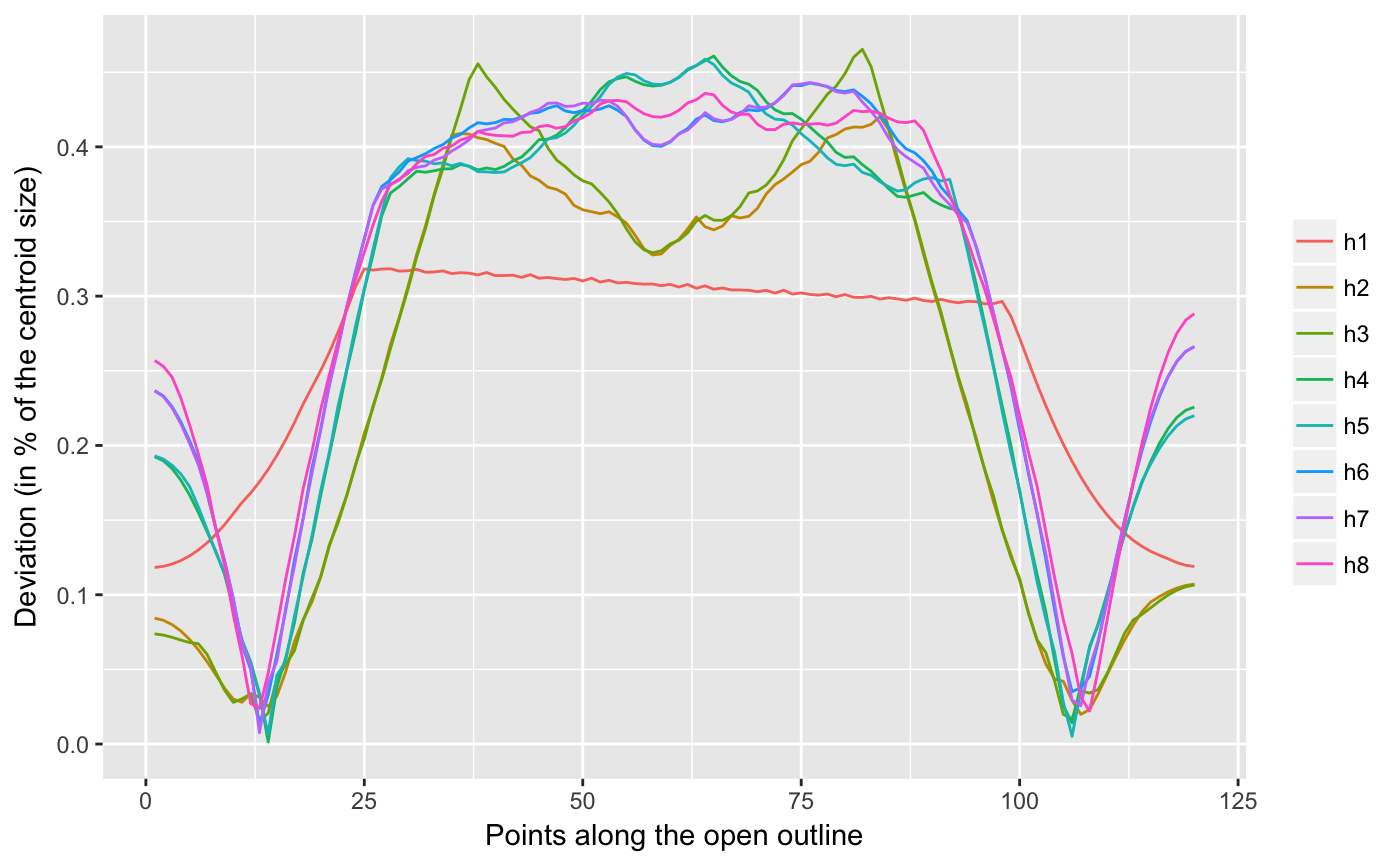 Deviation (in % of the centroid size)
0.4
0.3
0.2
0.1
0.0
0
25
50
75
100
125
Points along the open outline
h1
h2
h3
h4
h5
h6
h7
h8